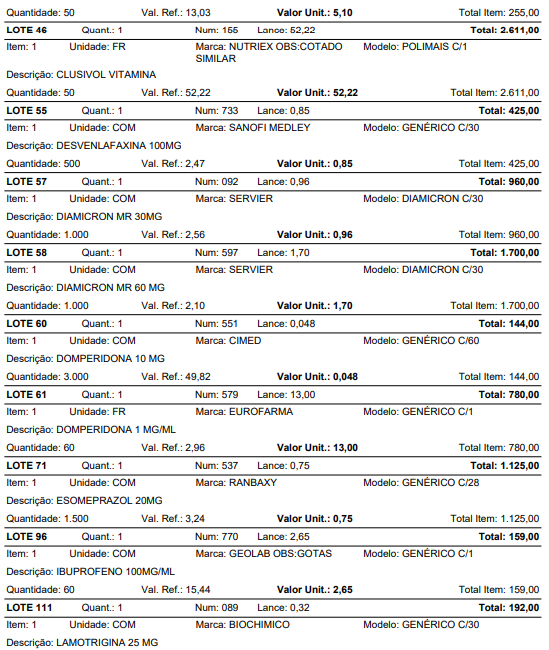 Quantidade: 50 Val. Ref.: 13,03 Valor Unit.: 5,10 Total Item: 255,00
LOTE 46 Quant.: 1 Num: 155 Lance: 52,22 Total: 2.611,00
Item: 1 Unidade: FR Marca: NUTRIEX OBS:COTADO SIMILAR Modelo: POLIMAIS C/1
Descrição: CLUSIVOL VITAMINA
Quantidade: 50 Val. Ref.: 52,22 Valor Unit.: 52,22 Total Item: 2.611,00
LOTE 55 Quant.: 1 Num: 733 Lance: 0,85 Total: 425,00
Item: 1 Unidade: COM Marca: SANOFI MEDLEY Modelo: GENÉRICO C/30
Descrição: DESVENLAFAXINA 100MG
Quantidade: 500 Val. Ref.: 2,47 Valor Unit.: 0,85 Total Item: 425,00
LOTE 57 Quant.: 1 Num: 092 Lance: 0,96 Total: 960,00
Item: 1 Unidade: COM Marca: SERVIER Modelo: DIAMICRON C/30
Descrição: DIAMICRON MR 30MG
Quantidade: 1.000 Val. Ref.: 2,56 Valor Unit.: 0,96 Total Item: 960,00
LOTE 58 Quant.: 1 Num: 597 Lance: 1,70 Total: 1.700,00
Item: 1 Unidade: COM Marca: SERVIER Modelo: DIAMICRON C/30
Descrição: DIAMICRON MR 60 MG
Quantidade: 1.000 Val. Ref.: 2,10 Valor Unit.: 1,70 Total Item: 1.700,00
LOTE 60 Quant.: 1 Num: 551 Lance: 0,048 Total: 144,00
Item: 1 Unidade: COM Marca: CIMED Modelo: GENÉRICO C/60
Descrição: DOMPERIDONA 10 MG
Quantidade: 3.000 Val. Ref.: 49,82 Valor Unit.: 0,048 Total Item: 144,00
LOTE 61 Quant.: 1 Num: 579 Lance: 13,00 Total: 780,00
Item: 1 Unidade: FR Marca: EUROFARMA Modelo: GENÉRICO C/1
Descrição: DOMPERIDONA 1 MG/ML
Quantidade: 60 Val. Ref.: 2,96 Valor Unit.: 13,00 Total Item: 780,00
LOTE 71 Quant.: 1 Num: 537 Lance: 0,75 Total: 1.125,00
Item: 1 Unidade: COM Marca: RANBAXY Modelo: GENÉRICO C/28
Descrição: ESOMEPRAZOL 20MG
Quantidade: 1.500 Val. Ref.: 3,24 Valor Unit.: 0,75 Total Item: 1.125,00
LOTE 96 Quant.: 1 Num: 770 Lance: 2,65 Total: 159,00
Item: 1 Unidade: COM Marca: GEOLAB OBS:GOTAS Modelo: GENÉRICO C/1
Descrição: IBUPROFENO 100MG/ML
Quantidade: 60 Val. Ref.: 15,44 Valor Unit.: 2,65 Total Item: 159,00
LOTE 111 Quant.: 1 Num: 089 Lance: 0,32 Total: 192,00
Item: 1 Unidade: COM Marca: BIOCHIMICO Modelo: GENÉRICO C/30
Descrição: LAMOTRIGINA 25 MG